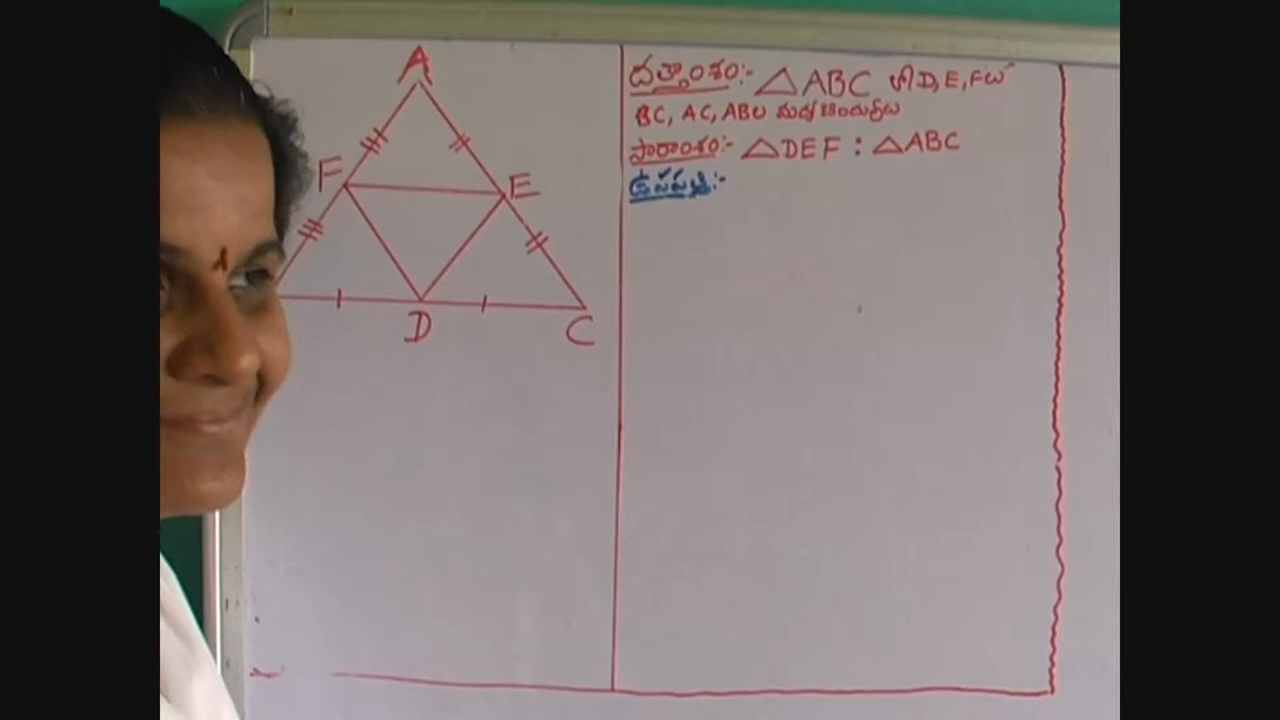 A
F
E
D
C
దత్తాంశం:- △ABC లో D, E, F లు
BC, AC, AB ల మధ్య బిందువులు
సారాంశం:- △DEF : △ABC
ఉపపత్తి:-